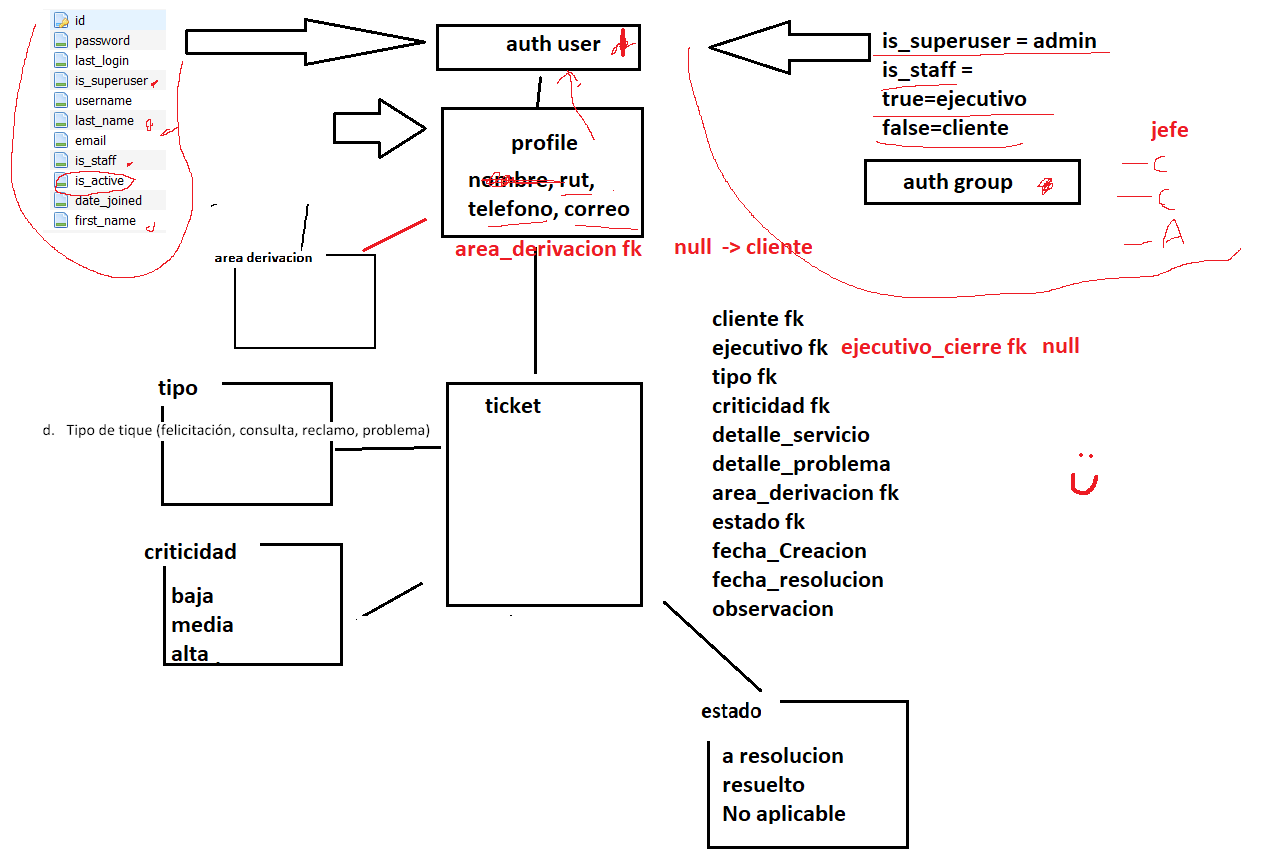 id
password
last_login
is_superuser
username
last_name
email
is_staff
is_active
date_joined
first_name
auth user
is_superuser = admin
is_staff =
true=ejecutivo
false=cliente
jefe
C
C
A
auth group
profile
nombre, rut,
telefono, correo
area_derivacion fk
null -> cliente
area derivacion
cliente fk
ejecutivo fk ejecutivo_cierre fk null
tipo fk
criticidad fk
detalle_servicio
detalle_problema
area_derivacion fk
estado fk
fecha_Creacion
fecha_resolucion
observacion
tipo
d. Tipo de tique (felicitación, consulta, reclamo, problema)
ticket
criticidad
baja
media
alta
estado
a resolucion
resuelto
No aplicable